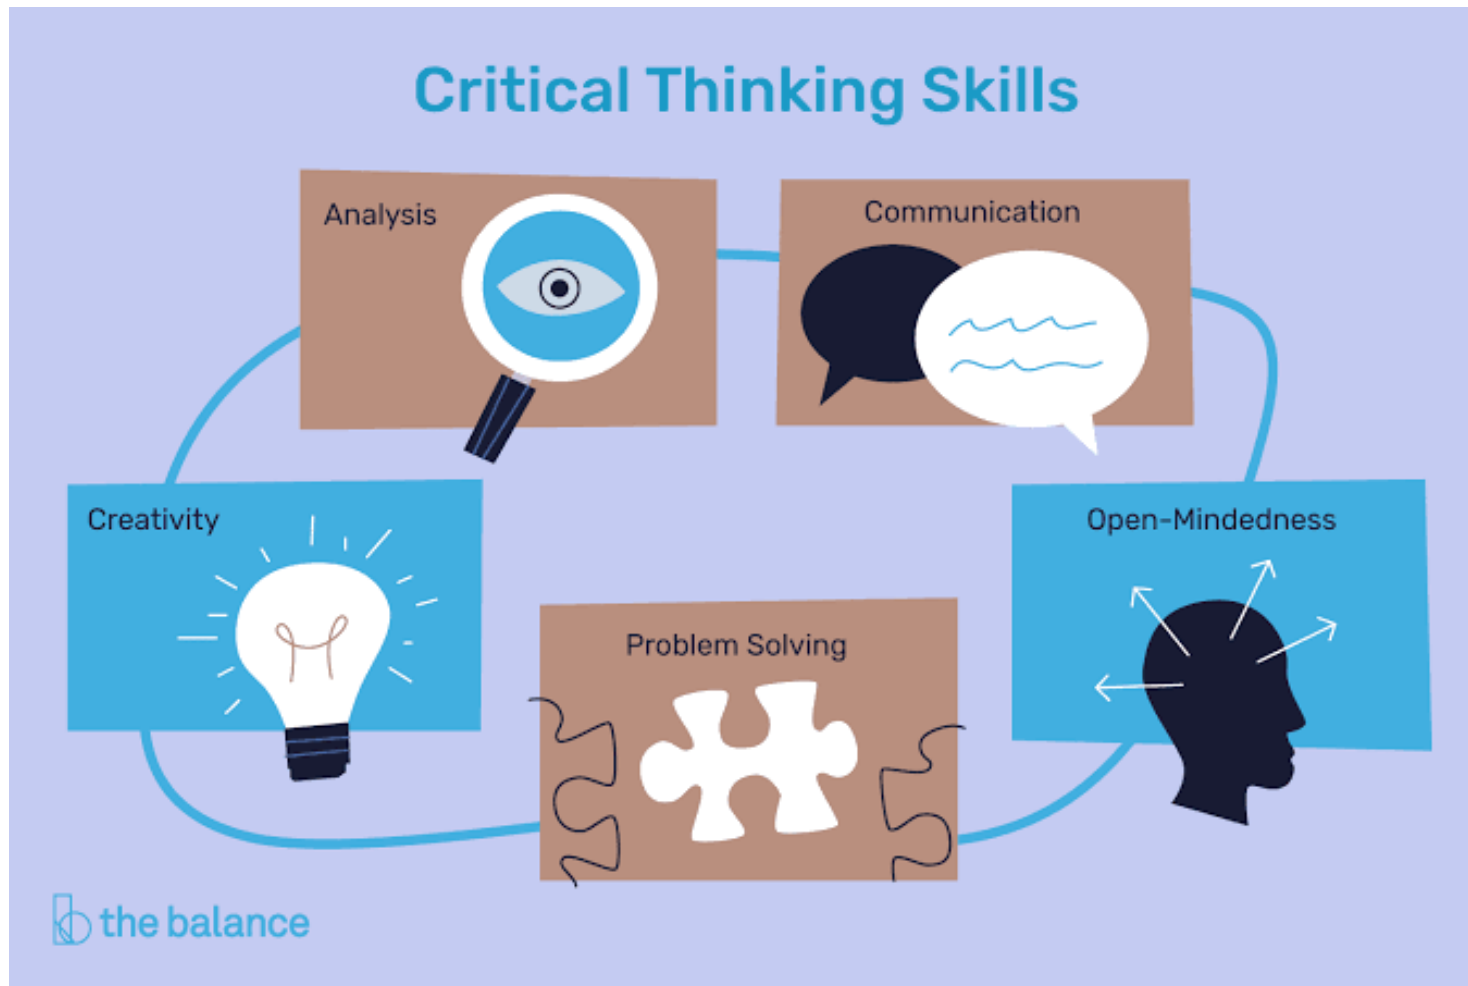 Critical Thinking Skills
Analysis
Communication
Creativity
Open-Mindedness
Problem Solving
the balance